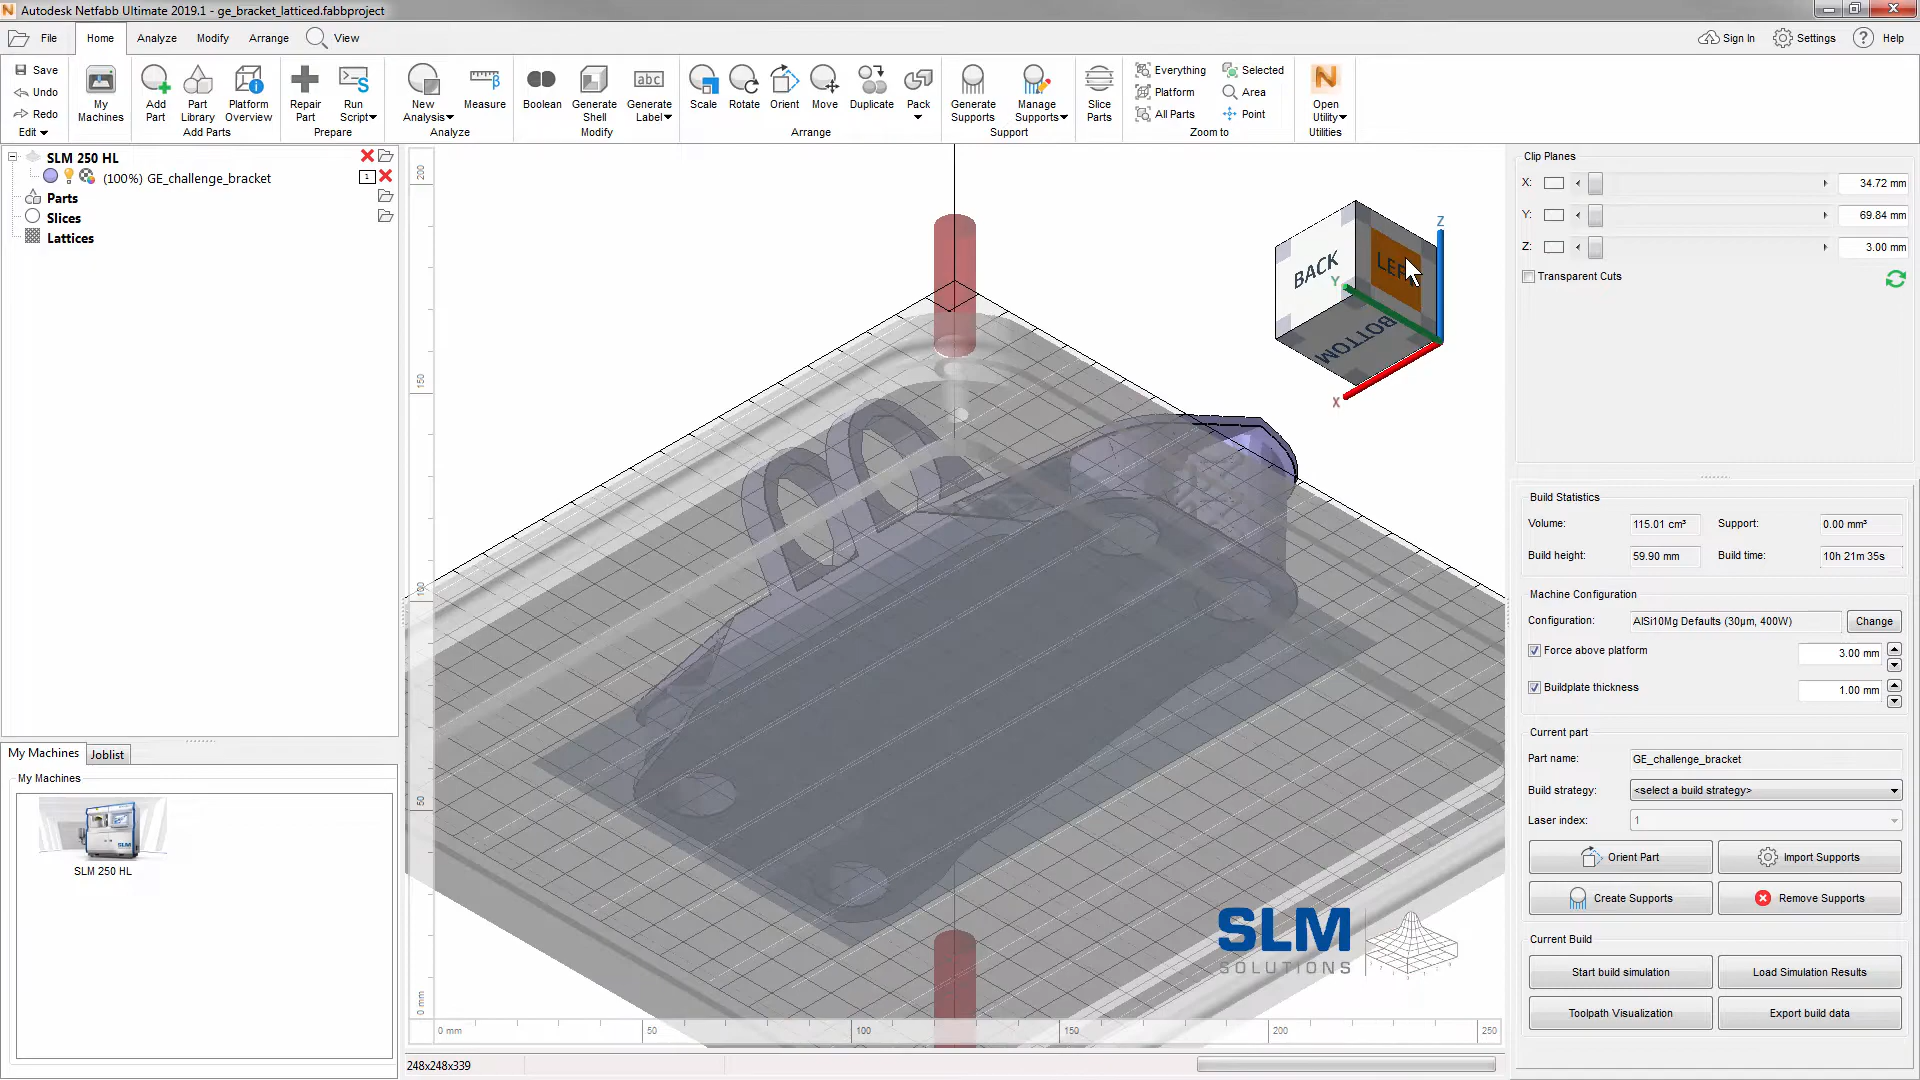 Autodesk Netfabb Ultimate 2019.1 - ge_bracket_latticed.fabbproject
File Home Analyze Modify Arrange View Sign In Settings Help
Save
Undo
Redo
Edit
My Machines
Add Part
Part Library
Platform Overview
Add Parts
Repair Part
Run Script
Prepare
New Analysis
Measure
Analyze
Boolean
Generate Shell
abc
Generate Label
Modify
Scale
Rotate
Orient
Move
Duplicate
Pack
Arrange
Generate Supports
Manage Supports
Support
Slice Parts
Everything
Selected
Platform
Area
All Parts
Point
Zoom to
Open Utility
Utilities
SLM 250 HL
(100%) GE_challenge_bracket
1
Parts
Slices
Lattices
My Machines Joblist
My Machines
SLM 250 HL
200
150
100
50
0 mm
0 mm 50 100 150 200 250
248x248x339
BACK
BOTTOM
Z
Y
X
SLM
SOLUTIONS
Clip Planes
X: 34.72 mm
Y: 69.84 mm
Z: 3.00 mm
Transparent Cuts
Build Statistics
Volume: 115.01 cm³ Support: 0.00 mm³
Build height: 59.90 mm Build time: 10h 21m 35s
Machine Configuration
Configuration: AlSi10Mg Defaults (30µm, 400W) Change
Force above platform 3.00 mm
Buildplate thickness 1.00 mm
Current part
Part name: GE_challenge_bracket
Build strategy: <select a build strategy>
Laser index: 1
Orient Part Import Supports
Create Supports Remove Supports
Current Build
Start build simulation Load Simulation Results
Toolpath Visualization Export build data